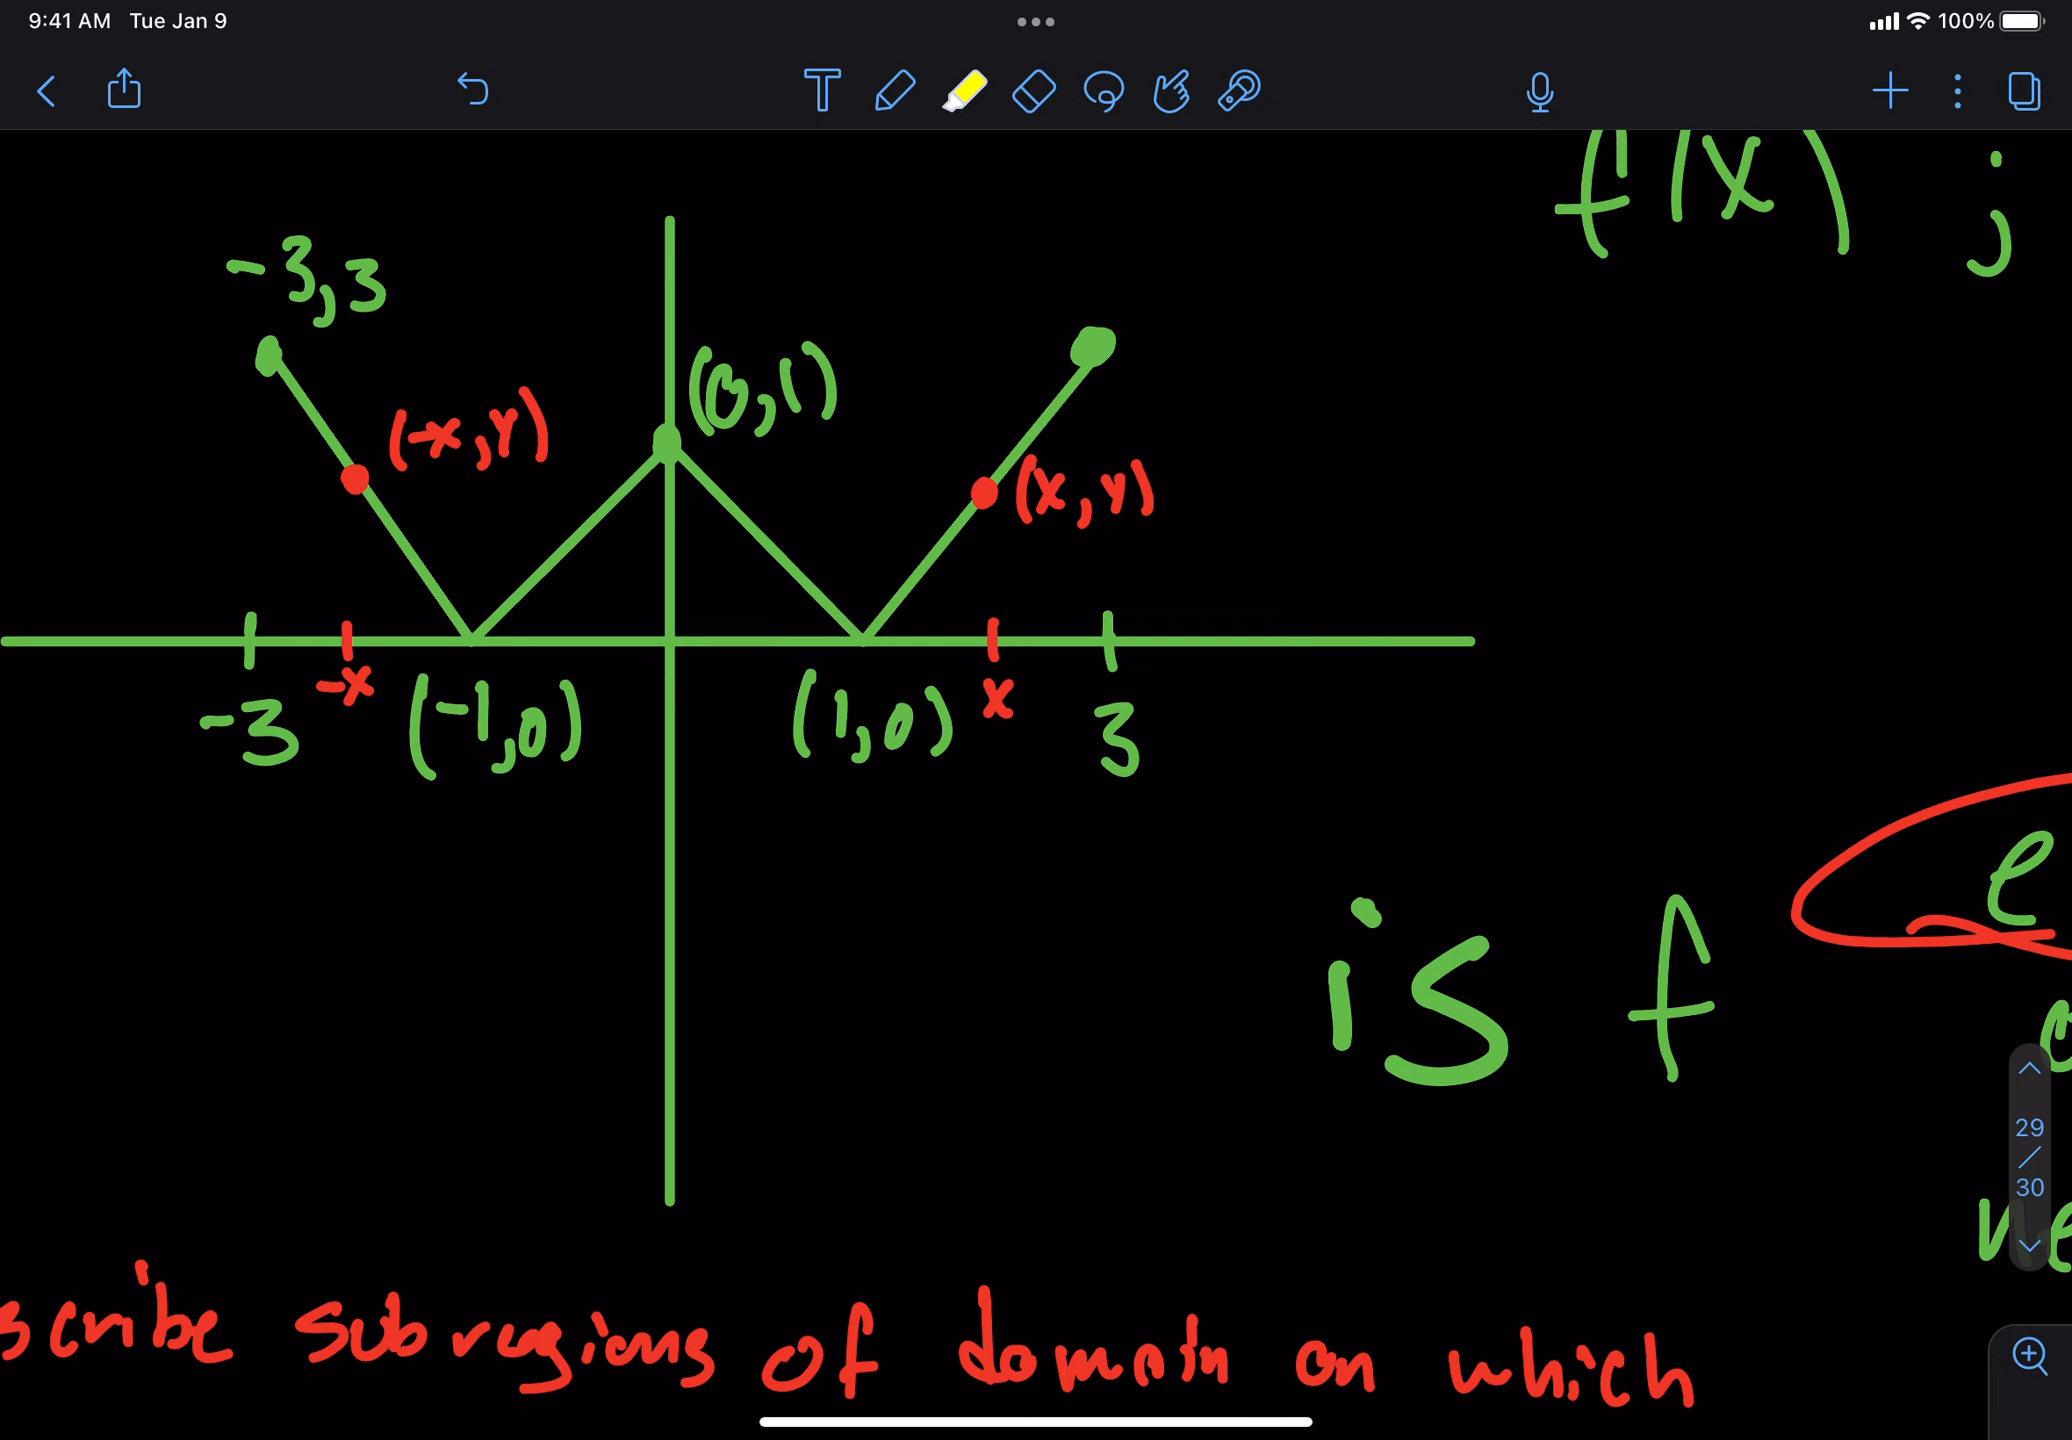 9:41 AM Tue Jan 9
100%
f(x) ;
-3,3
(0,1)
(-x,y)
(x,y)
-3
-x
(-1,0)
(1,0)
x
3
is f
e
29
/
30
ne
scribe subregions of domain on which